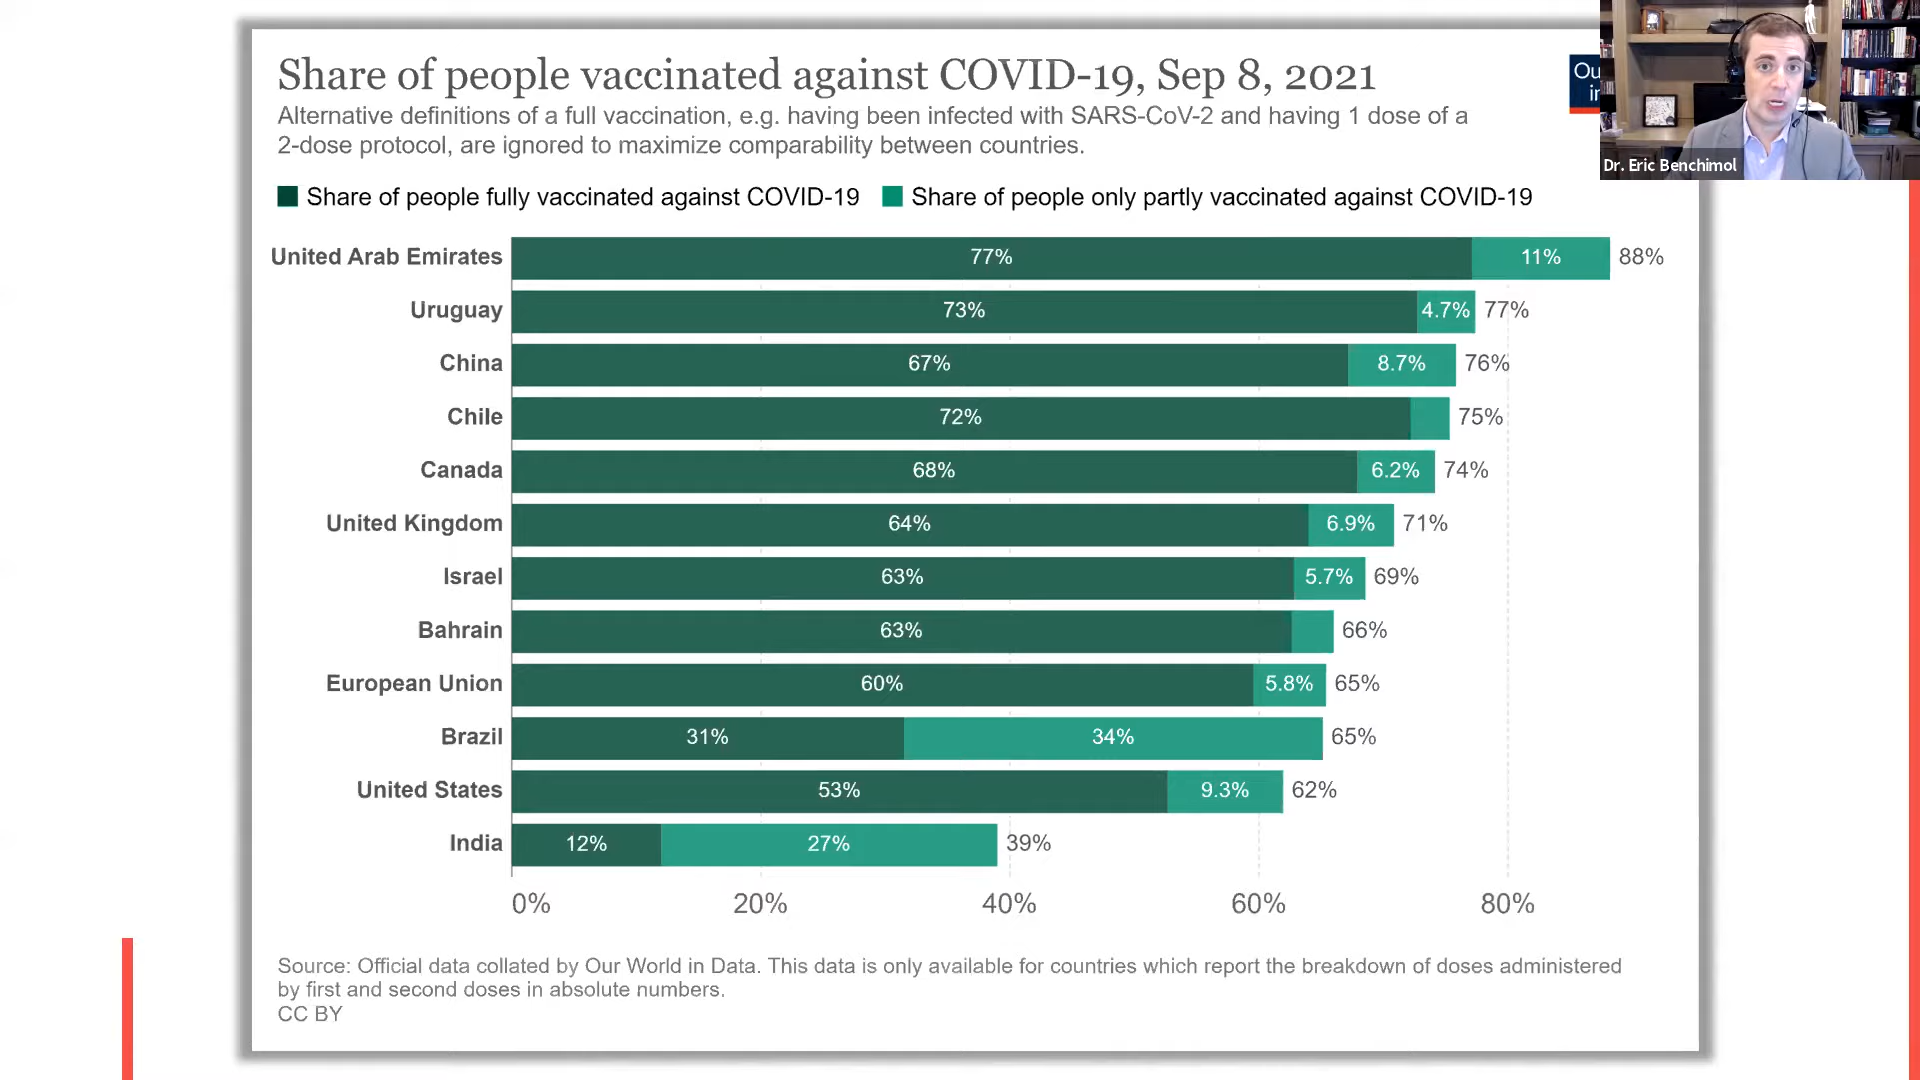 Share of people vaccinated against COVID-19, Sep 8, 2021
Alternative definitions of a full vaccination, e.g. having been infected with SARS-CoV-2 and having 1 dose of a
2-dose protocol, are ignored to maximize comparability between countries.
Share of people fully vaccinated against COVID-19 Share of people only partly vaccinated against COVID-19
Dr. Eric Benchimol
United Arab Emirates 77% 11% 88%
Uruguay 73% 4.7% 77%
China 67% 8.7% 76%
Chile 72% 75%
Canada 68% 6.2% 74%
United Kingdom 64% 6.9% 71%
Israel 63% 5.7% 69%
Bahrain 63% 66%
European Union 60% 5.8% 65%
Brazil 31% 34% 65%
United States 53% 9.3% 62%
India 12% 27% 39%
0% 20% 40% 60% 80%
Source: Official data collated by Our World in Data. This data is only available for countries which report the breakdown of doses administered
by first and second doses in absolute numbers.
CC BY